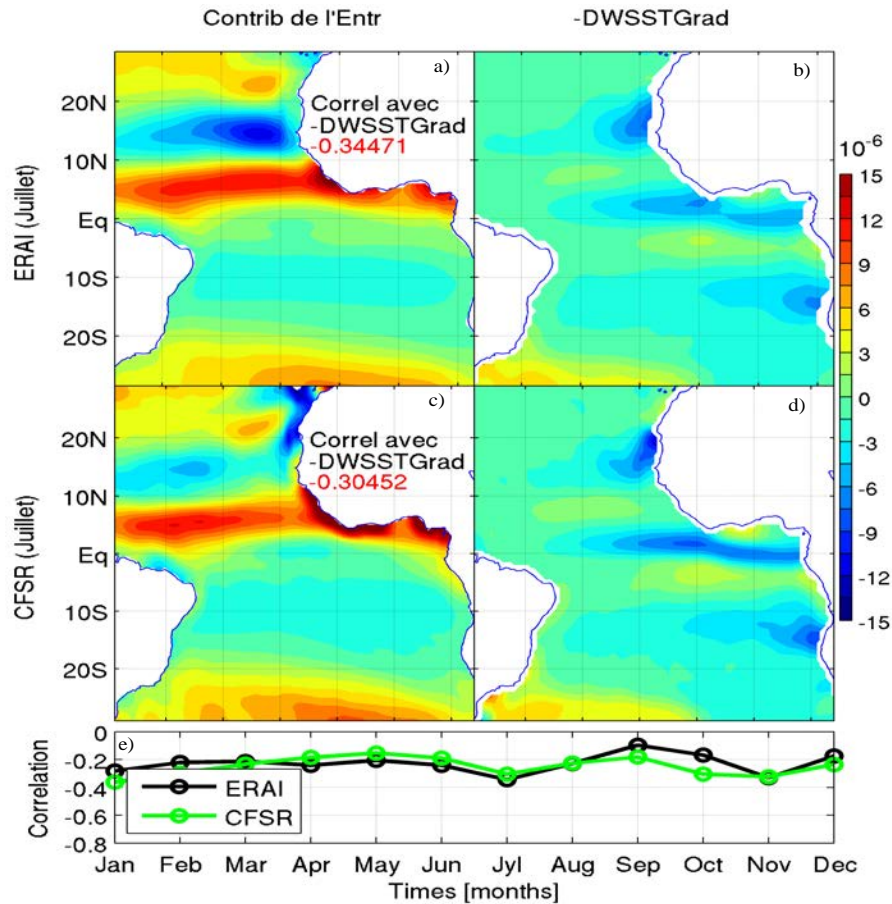 Contrib de l'Entr
-DWSSTGrad
a)
b)
20N
10N
Eq
10S
20S
ERAI (Juillet)
Correl avec
-DWSSTGrad
-0.34471
10⁻⁶
15
12
9
6
3
0
-3
-6
-9
-12
-15
c)
d)
20N
10N
Eq
10S
20S
CFSR (Juillet)
Correl avec
-DWSSTGrad
-0.30452
e)
0
-0.2
-0.4
-0.6
-0.8
Correlation
ERAI
CFSR
Jan Feb Mar Apr May Jun Jyl Aug Sep Oct Nov Dec
Times [months]